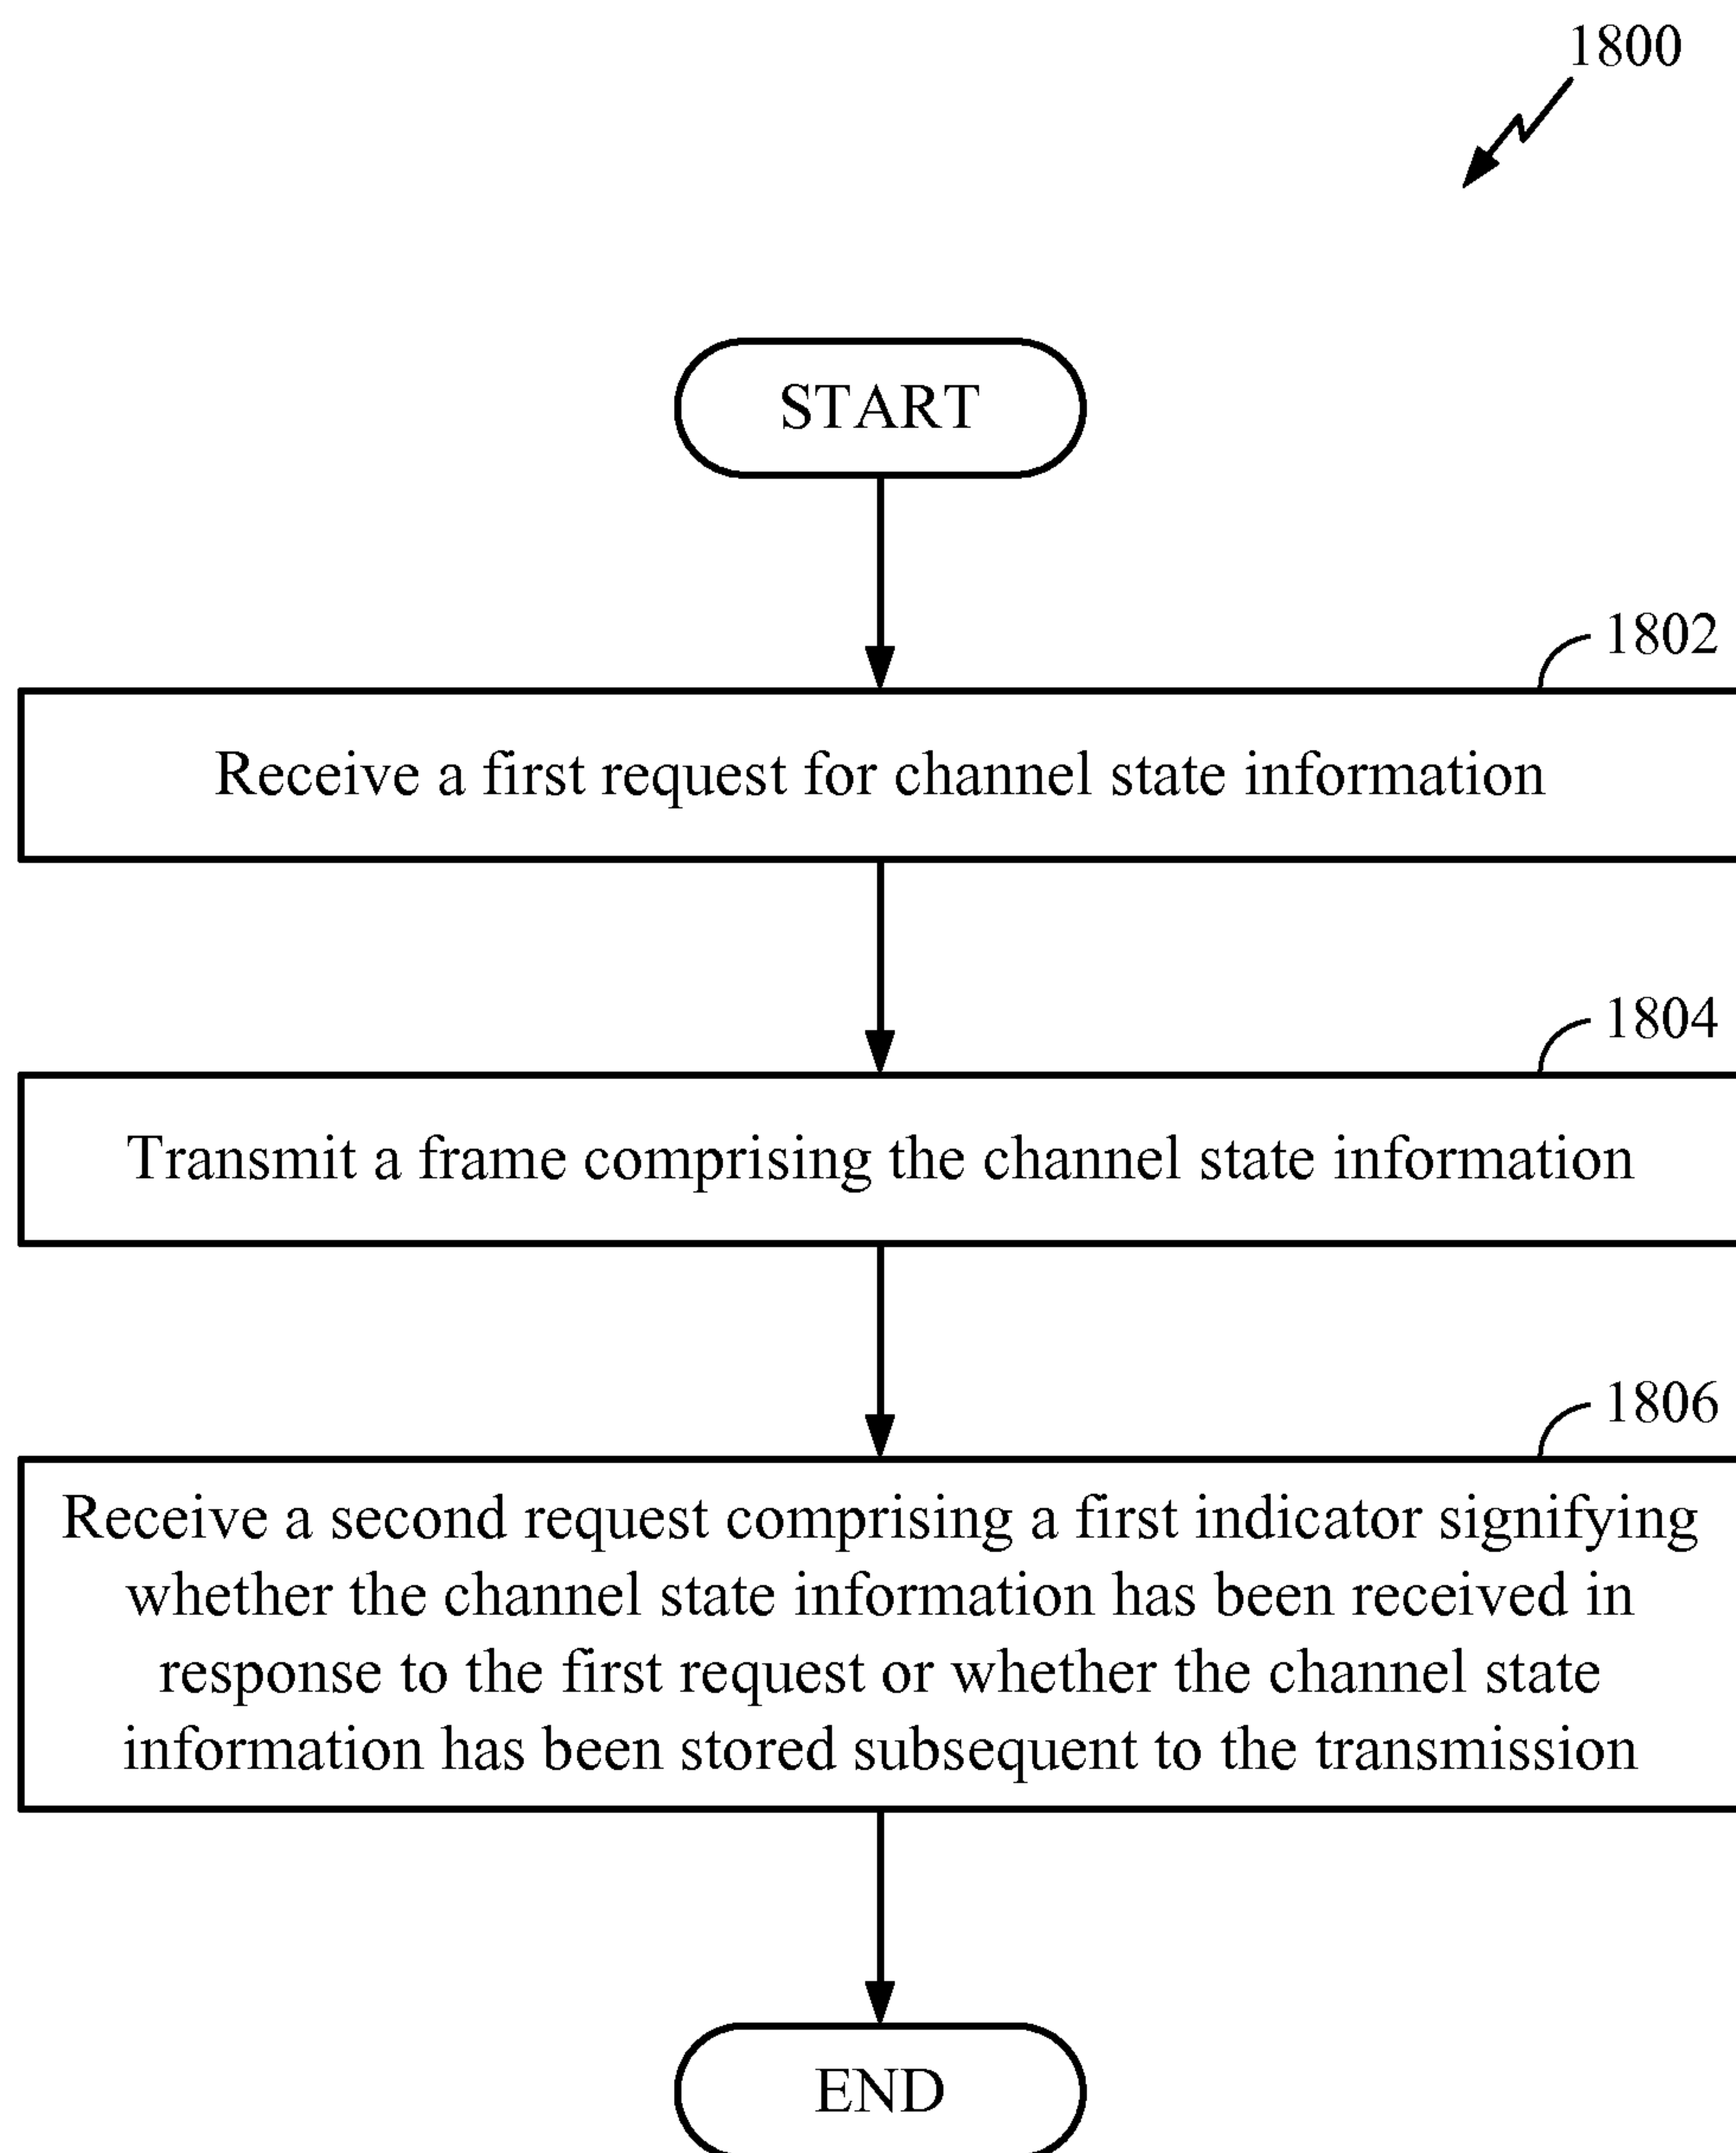 1800
START
1802
Receive a first request for channel state information
1804
Transmit a frame comprising the channel state information
1806
Receive a second request comprising a first indicator signifying
whether the channel state information has been received in
response to the first request or whether the channel state
information has been stored subsequent to the transmission
END